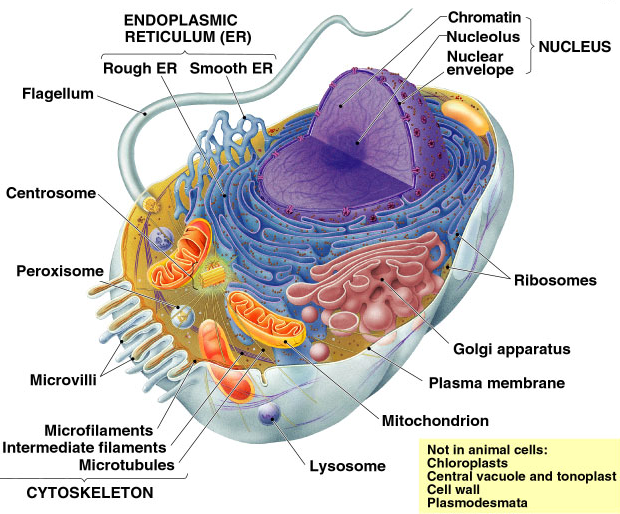 ENDOPLASMIC
RETICULUM (ER)
Rough ER Smooth ER
Flagellum
Chromatin
Nucleolus
Nuclear
envelope
NUCLEUS
Centrosome
Peroxisome
Microvilli
Ribosomes
Golgi apparatus
Plasma membrane
Mitochondrion
Lysosome
Microfilaments
Intermediate filaments
Microtubules
CYTOSKELETON
Not in animal cells:
Chloroplasts
Central vacuole and tonoplast
Cell wall
Plasmodesmata